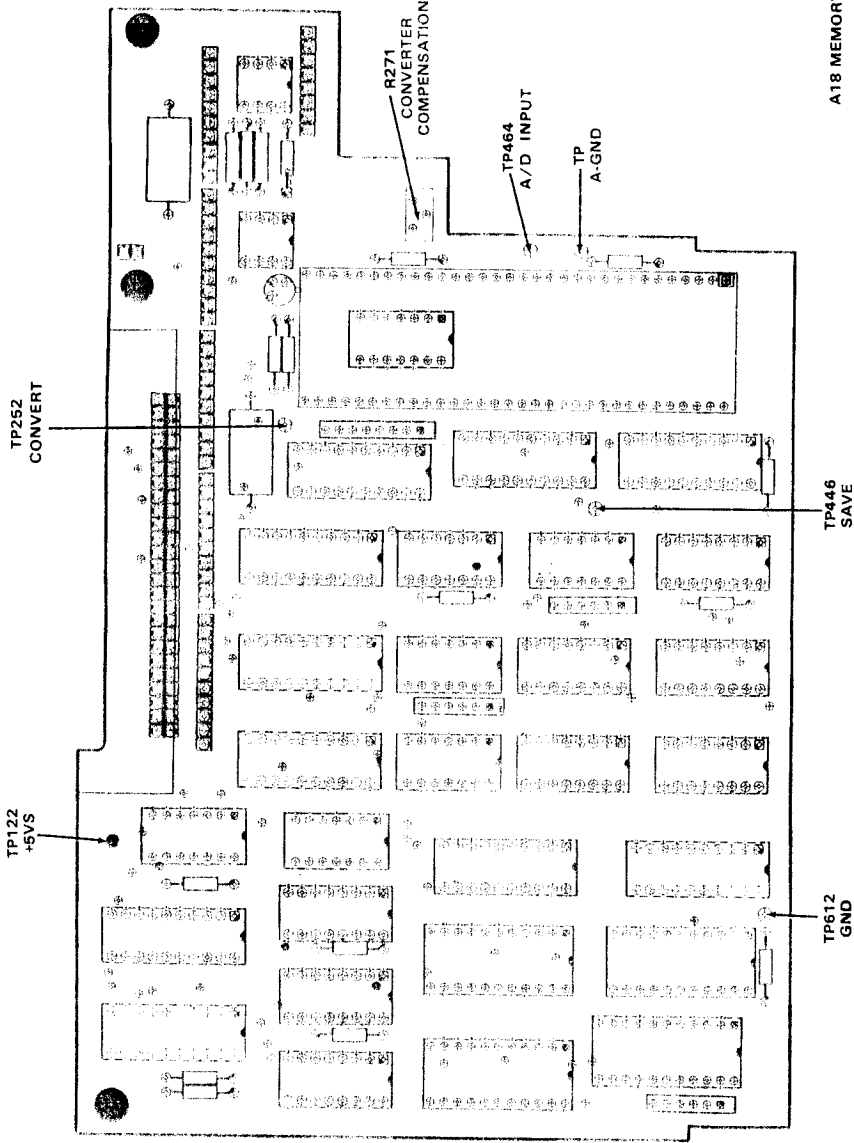 TP122
+5VS
TP252
CONVERT
R271
CONVERTER
COMPENSATION
TP464
A/D INPUT
TP
A-GND
TP446
SAVE
TP612
GND
A18 MEMORY